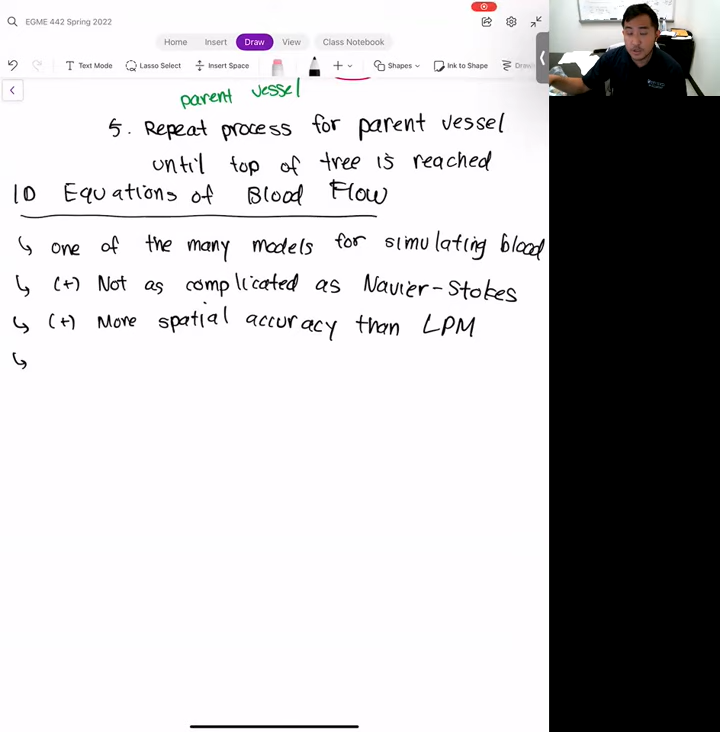 EGME 442 Spring 2022
Home Insert Draw View Class Notebook
Text Mode Lasso Select Insert Space Shapes Ink to Shape
parent vessel
5. Repeat process for parent vessel
until top of tree is reached
1D Equations of Blood Flow
↳ one of the many models for simulating blood
↳ (+) Not as complicated as Navier-Stokes
↳ (+) More spatial accuracy than LPM
↳